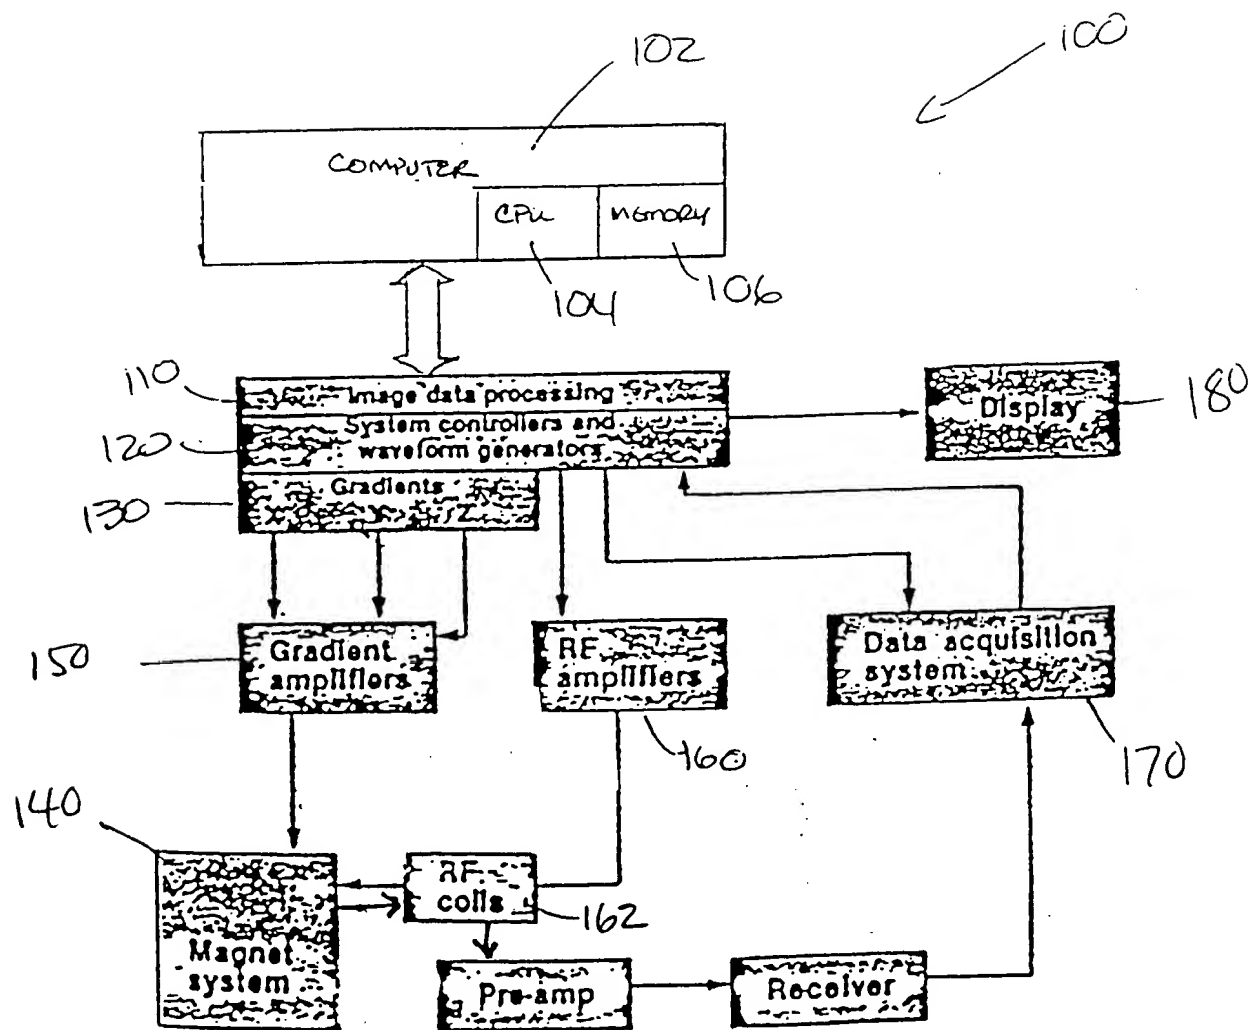 102
100
COMPUTER
CPU
MEMORY
104
106
110
Image data processing
120
System controllers and
waveform generators
Display
180
130
Gradients
Z
150
Gradient
amplifiers
RF
amplifiers
160
Data acquisition
system
170
140
Magnet
system
RF
coils
162
Pre-amp
Receiver